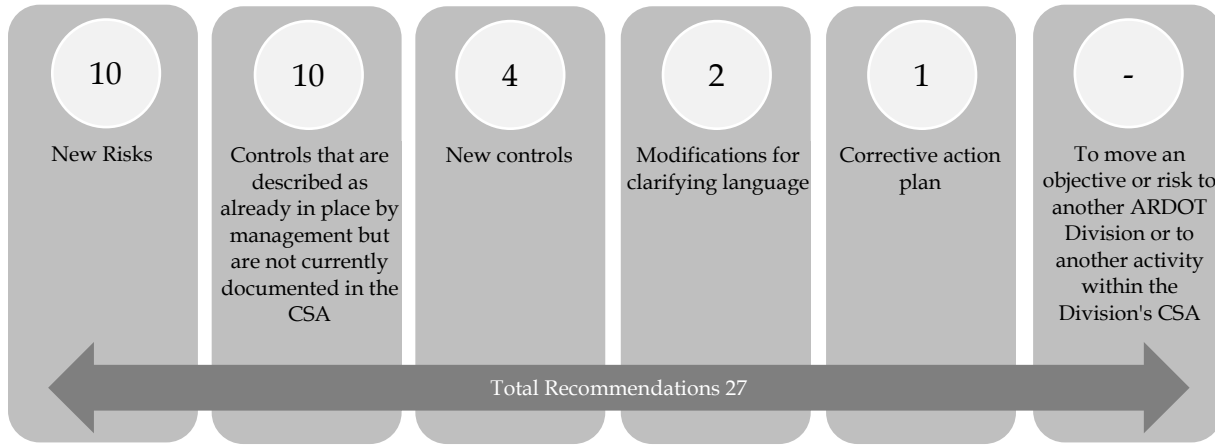 10
New Risks
10
Controls that are
described as
already in place by
management but
are not currently
documented in the
CSA
4
New controls
2
Modifications for
clarifying language
1
Corrective action
plan
-
To move an
objective or risk to
another ARDOT
Division or to
another activity
within the
Division's CSA
Total Recommendations 27